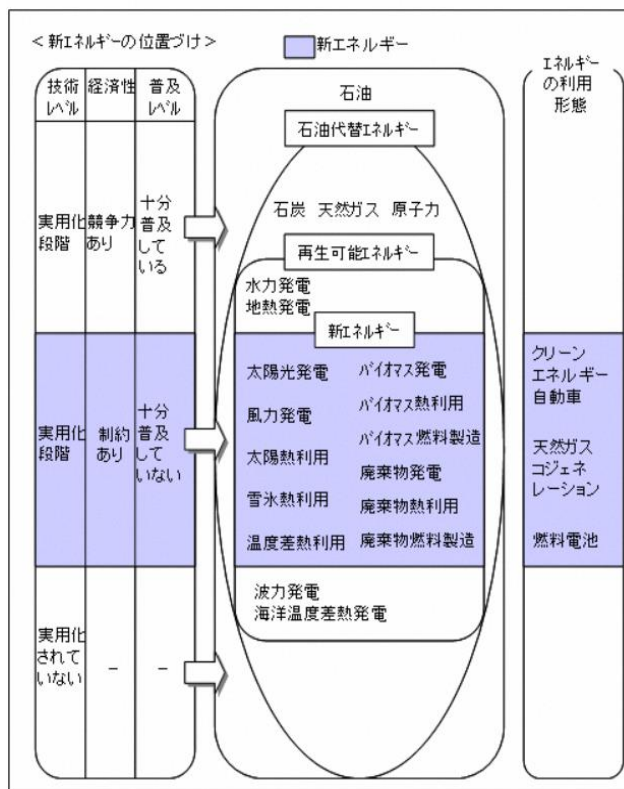 <新エネルギーの位置づけ>
新エネルギー
技術
レベル
経済性
普及
レベル
実用化
段階
競争力
あり
十分
普及
して
いる
実用化
段階
制約
あり
十分
普及
して
いない
実用化
されて
いない
–
–
石油
石油代替エネルギー
石炭 天然ガス 原子力
再生可能エネルギー
水力発電
地熱発電
新エネルギー
太陽光発電
風力発電
太陽熱利用
雪氷熱利用
温度差熱利用
バイオマス発電
バイオマス熱利用
バイオマス燃料製造
廃棄物発電
廃棄物熱利用
廃棄物燃料製造
波力発電
海洋温度差熱発電
エネルギー
の利用
形態
クリーン
エネルギー
自動車
天然ガス
コジェネ
レーション
燃料電池